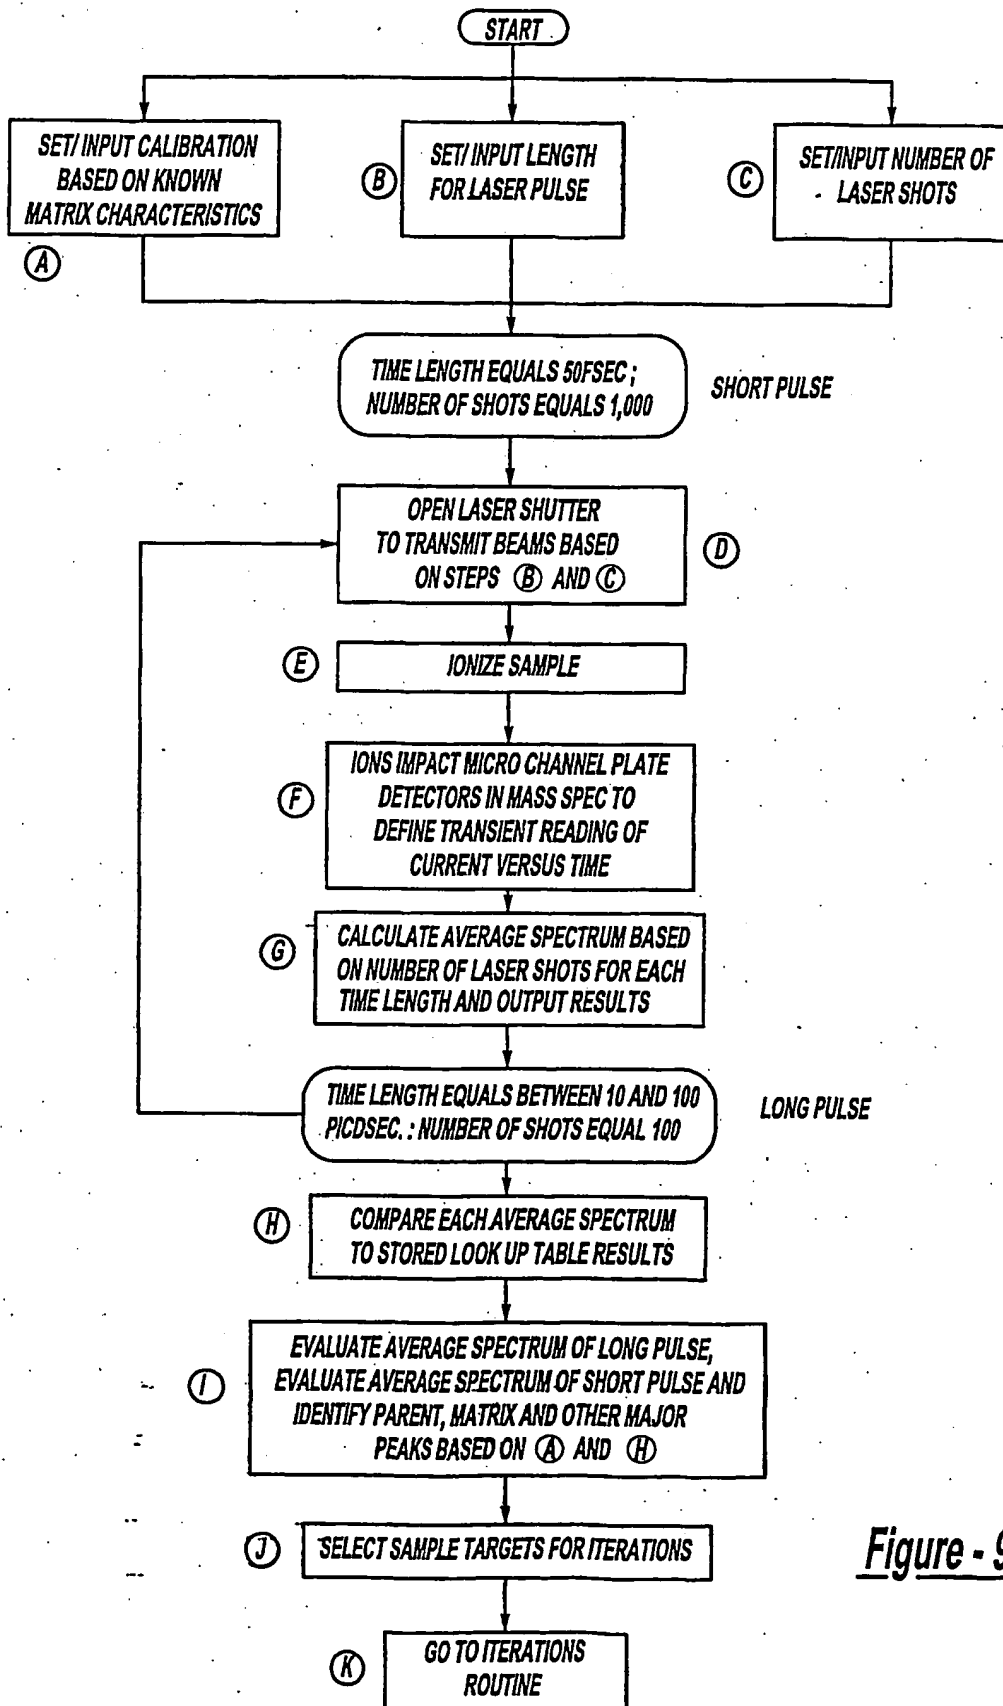 START
SET/ INPUT CALIBRATION
BASED ON KNOWN
MATRIX CHARACTERISTICS
A
B
SET/ INPUT LENGTH
FOR LASER PULSE
C
SET/INPUT NUMBER OF
LASER SHOTS
TIME LENGTH EQUALS 50FSEC ;
NUMBER OF SHOTS EQUALS 1,000
SHORT PULSE
OPEN LASER SHUTTER
TO TRANSMIT BEAMS BASED
ON STEPS B AND C
D
E
IONIZE SAMPLE
F
IONS IMPACT MICRO CHANNEL PLATE
DETECTORS IN MASS SPEC TO
DEFINE TRANSIENT READING OF
CURRENT VERSUS TIME
G
CALCULATE AVERAGE SPECTRUM BASED
ON NUMBER OF LASER SHOTS FOR EACH
TIME LENGTH AND OUTPUT RESULTS
TIME LENGTH EQUALS BETWEEN 10 AND 100
PICDSEC. : NUMBER OF SHOTS EQUAL 100
LONG PULSE
H
COMPARE EACH AVERAGE SPECTRUM
TO STORED LOOK UP TABLE RESULTS
I
EVALUATE AVERAGE SPECTRUM OF LONG PULSE,
EVALUATE AVERAGE SPECTRUM OF SHORT PULSE AND
IDENTIFY PARENT, MATRIX AND OTHER MAJOR
PEAKS BASED ON A AND H
J
SELECT SAMPLE TARGETS FOR ITERATIONS
Figure - 9
K
GO TO ITERATIONS
ROUTINE